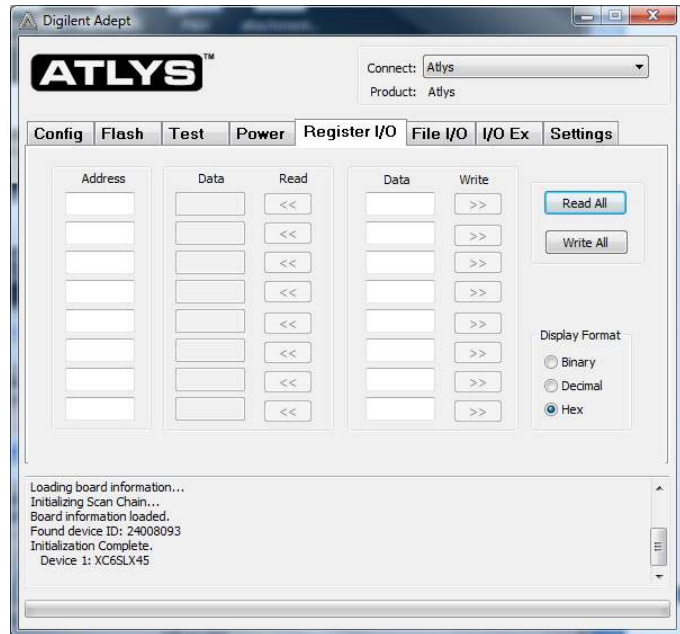 Digilent Adept
ATLYS™
Connect: Atlys
Product: Atlys
Config Flash Test Power Register I/O File I/O I/O Ex Settings
Address Data Read Data Write
<< >>
<< >>
<< >>
<< >>
<< >>
<< >>
<< >>
<< >>
Read All
Write All
Display Format
Binary
Decimal
Hex
Loading board information...
Initializing Scan Chain...
Board information loaded.
Found device ID: 24008093
Initialization Complete.
Device 1: XC6SLX45